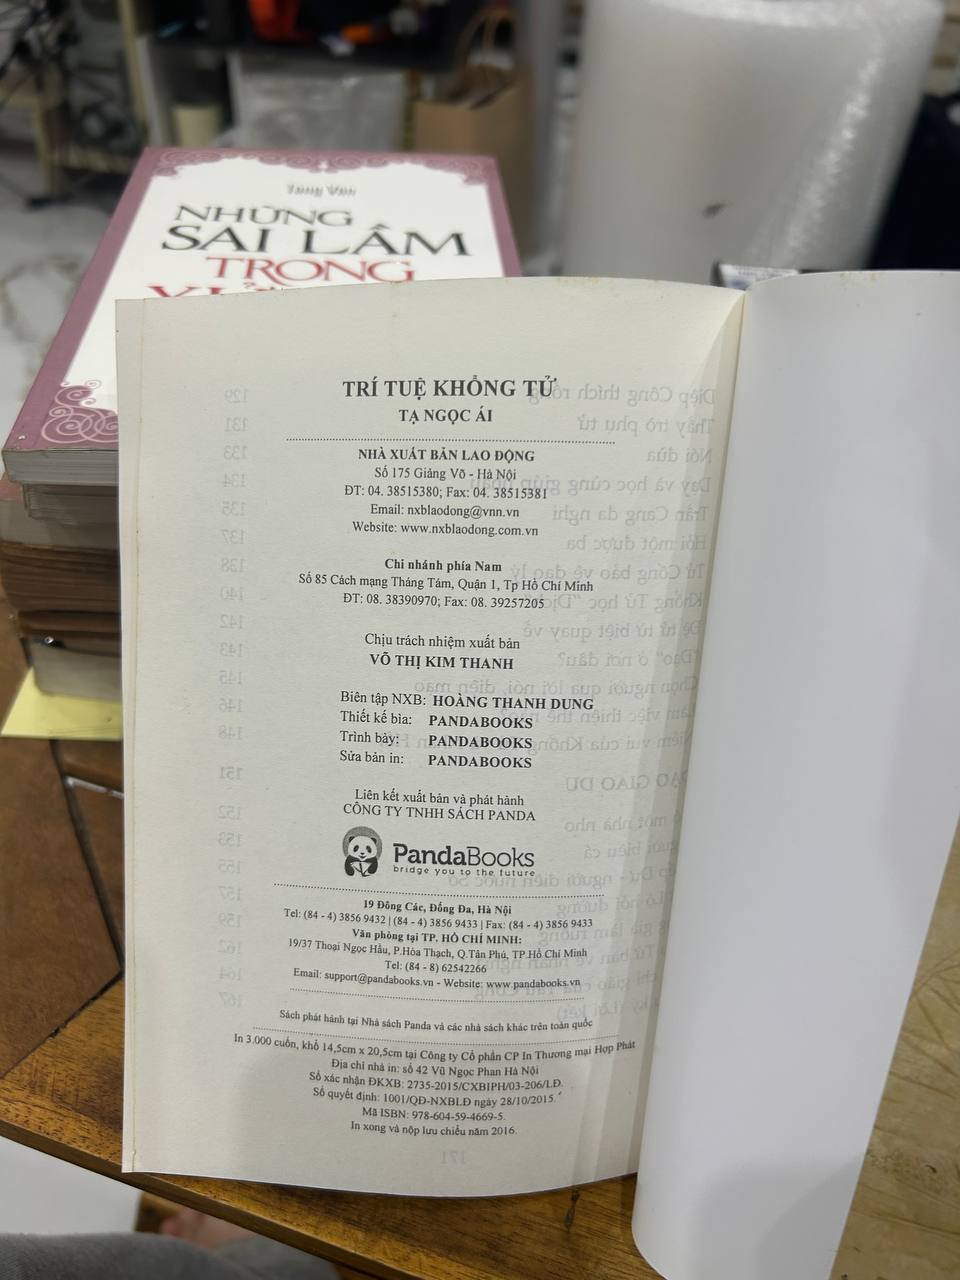 Tùng Vân
NHỮNG
SAI LẦM
TRONG
TRÍ TUỆ KHỔNG TỬ
TẠ NGỌC ÁI
NHÀ XUẤT BẢN LAO ĐỘNG
Số 175 Giảng Võ - Hà Nội
ĐT: 04. 38515380; Fax: 04. 38515381
Email: nxblaodong@vnn.vn
Website: www.nxblaodong.com.vn
Chi nhánh phía Nam
Số 85 Cách mạng Tháng Tám, Quận 1, Tp Hồ Chí Minh
ĐT: 08. 38390970; Fax: 08. 39257205
Chịu trách nhiệm xuất bản
VÕ THỊ KIM THANH
Biên tập NXB: HOÀNG THANH DUNG
Thiết kế bìa: PANDABOOKS
Trình bày: PANDABOOKS
Sửa bản in: PANDABOOKS
Liên kết xuất bản và phát hành
CÔNG TY TNHH SÁCH PANDA
PandaBooks
bridge you to the future
19 Đông Các, Đống Đa, Hà Nội
Tel: (84 - 4) 3856 9432 | (84 - 4) 3856 9433 | Fax: (84 - 4) 3856 9433
Văn phòng tại TP. HỒ CHÍ MINH:
19/37 Thoại Ngọc Hầu, P.Hòa Thạch, Q.Tân Phú, TP.Hồ Chí Minh
Tel: (84 - 8) 62542266
Email: support@pandabooks.vn - Website: www.pandabooks.vn
Sách phát hành tại Nhà sách Panda và các nhà sách khác trên toàn quốc
In 3.000 cuốn, khổ 14,5cm x 20,5cm tại Công ty Cổ phần CP In Thương mại Hợp Phát
Địa chỉ nhà in: số 42 Vũ Ngọc Phan Hà Nội
Số xác nhận ĐKXB: 2735-2015/CXBIPH/03-206/LĐ.
Số quyết định: 1001/QĐ-NXBLĐ ngày 28/10/2015.
Mã ISBN: 978-604-59-4669-5.
In xong và nộp lưu chiểu năm 2016.